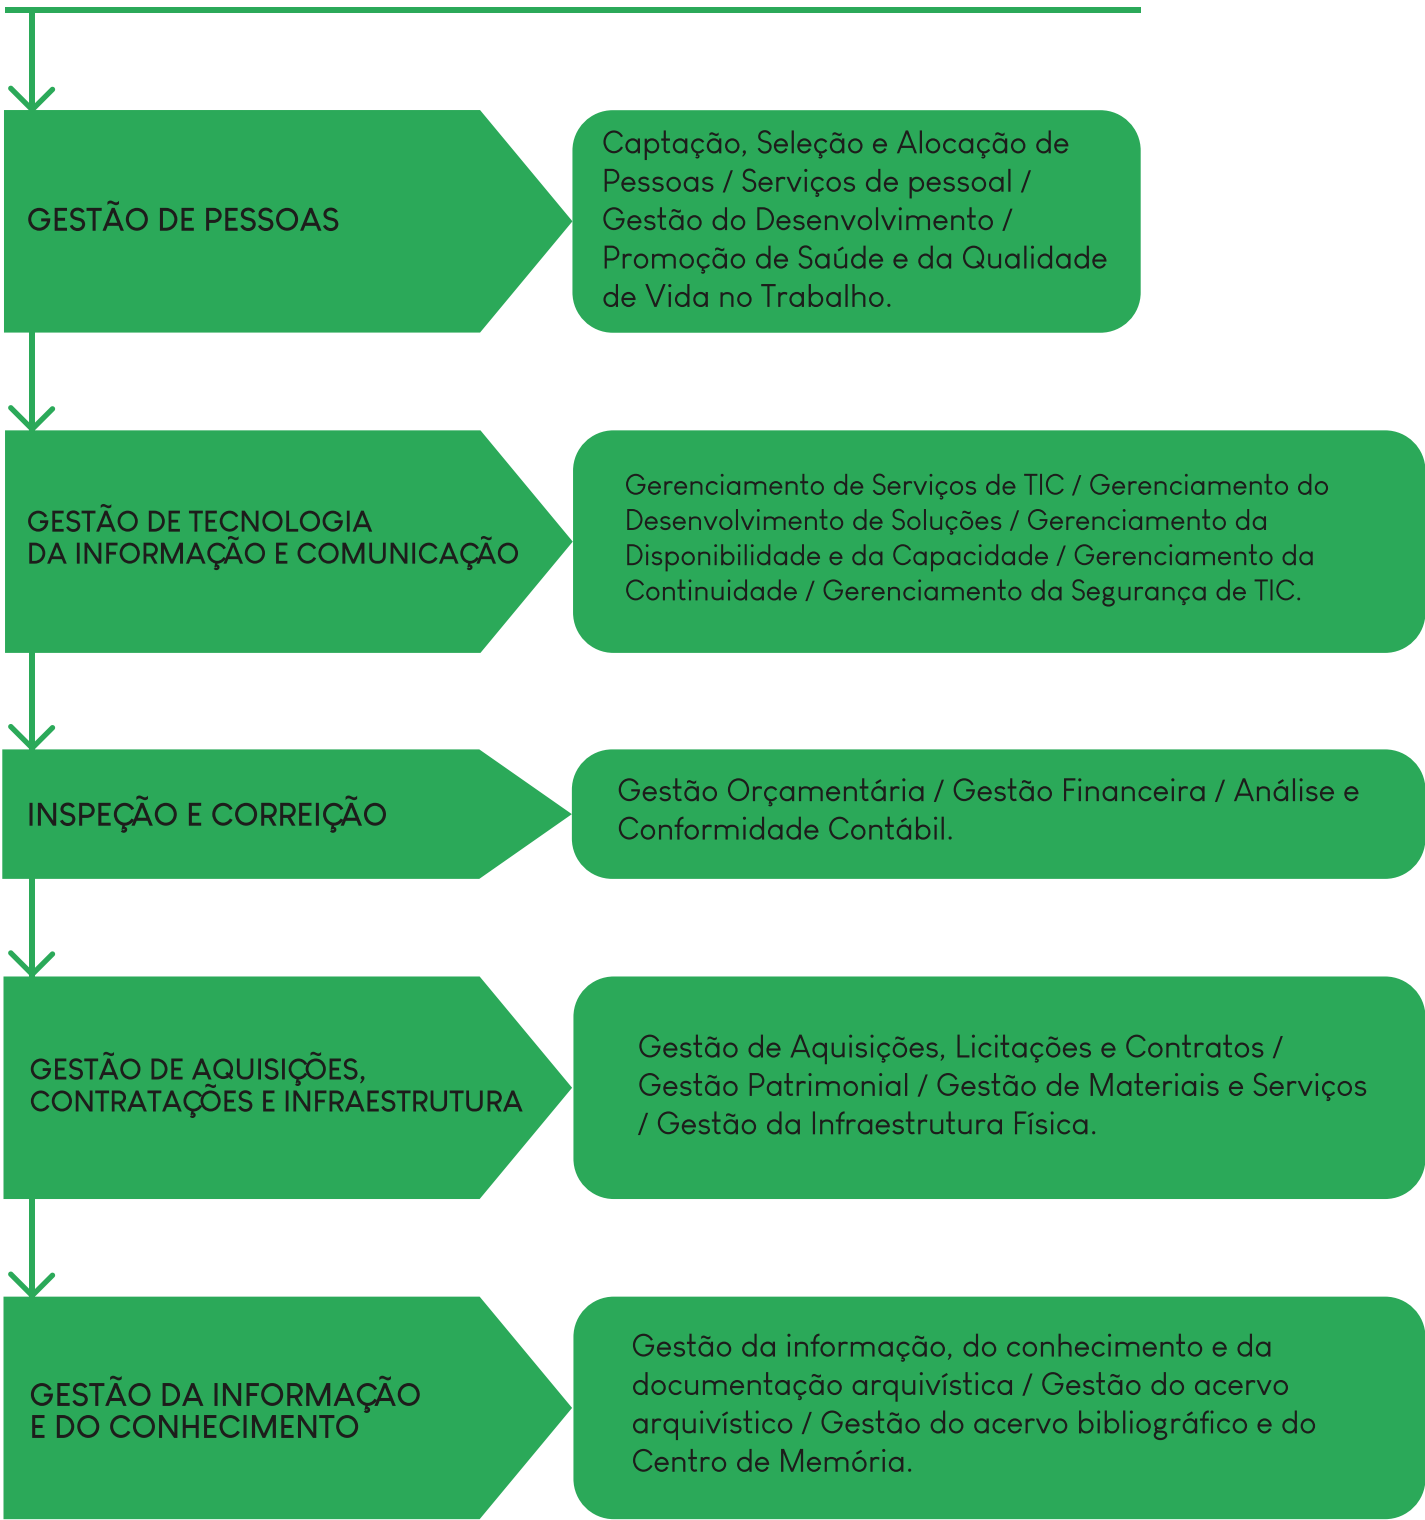 GESTÃO DE PESSOAS
Captação, Seleção e Alocação de
Pessoas / Serviços de pessoal /
Gestão do Desenvolvimento /
Promoção de Saúde e da Qualidade
de Vida no Trabalho.
GESTÃO DE TECNOLOGIA
DA INFORMAÇÃO E COMUNICAÇÃO
Gerenciamento de Serviços de TIC / Gerenciamento do
Desenvolvimento de Soluções / Gerenciamento da
Disponibilidade e da Capacidade / Gerenciamento da
Continuidade / Gerenciamento da Segurança de TIC.
INSPEÇÃO E CORREIÇÃO
Gestão Orçamentária / Gestão Financeira / Análise e
Conformidade Contábil.
GESTÃO DE AQUISIÇÕES,
CONTRATAÇÕES E INFRAESTRUTURA
Gestão de Aquisições, Licitações e Contratos /
Gestão Patrimonial / Gestão de Materiais e Serviços
/ Gestão da Infraestrutura Física.
GESTÃO DA INFORMAÇÃO
E DO CONHECIMENTO
Gestão da informação, do conhecimento e da
documentação arquivística / Gestão do acervo
arquivístico / Gestão do acervo bibliográfico e do
Centro de Memória.